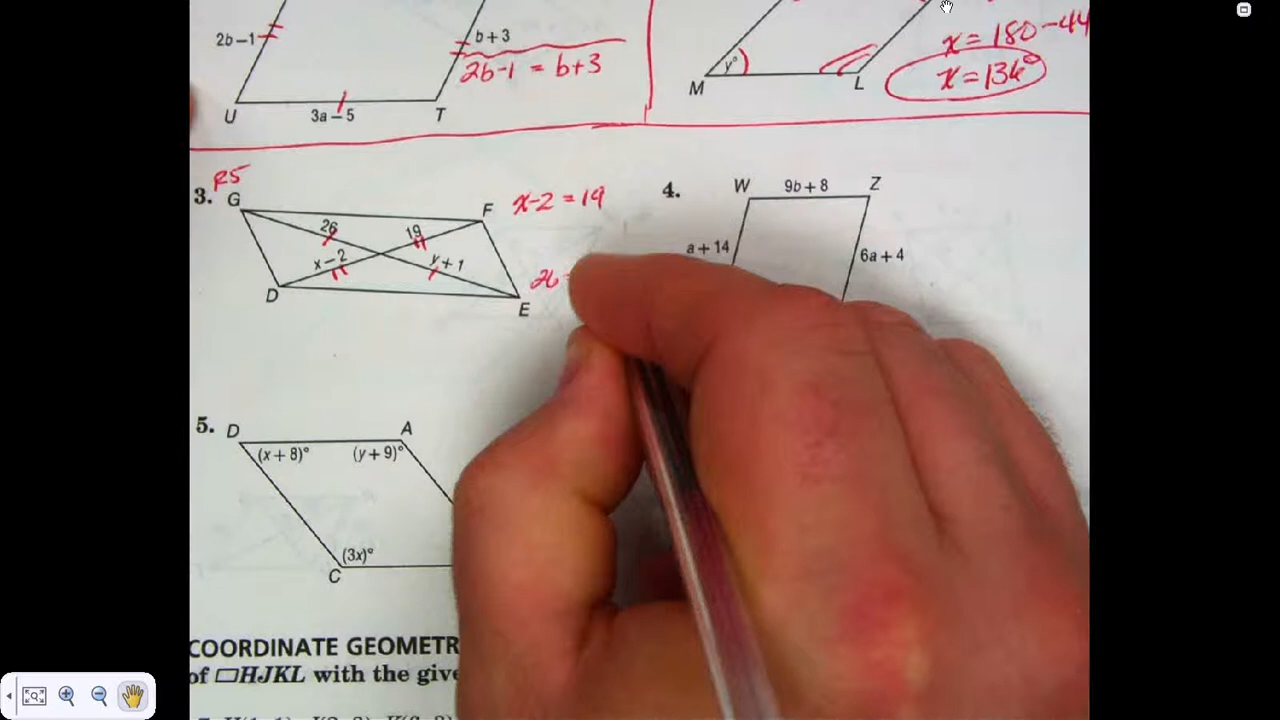 2b−1
b+3
2b-1 = b+3
U
3a−5
T
x = 180-44
x = 136°
y°
M
L
3.
G
F
26
19
x−2
y+1
D
E
x-2 = 19
26
4.
W
9b+8
Z
a+14
6a+4
5.
D
A
(x+8)°
(y+9)°
(3x)°
C
COORDINATE GEOMETR
of ▱HJKL with the give